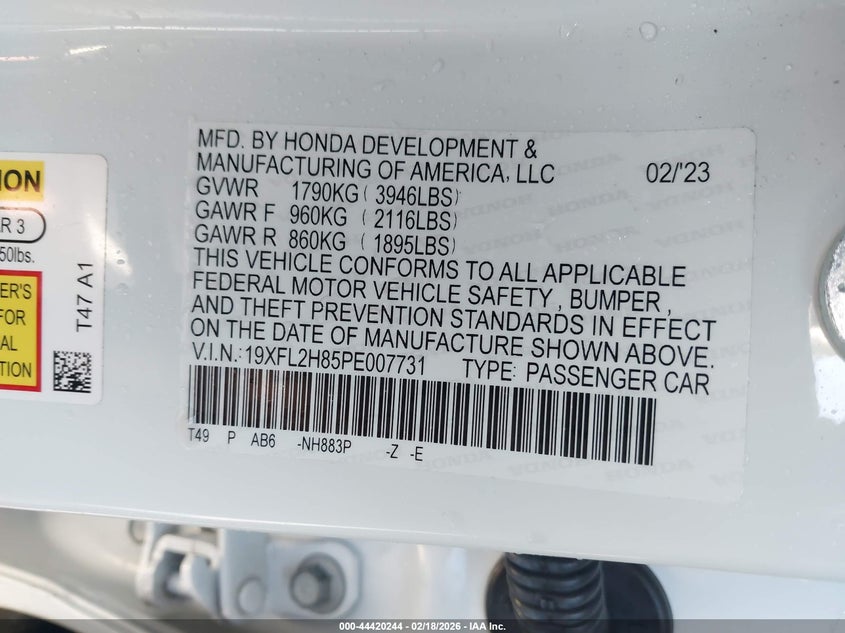 MFD. BY HONDA DEVELOPMENT &
MANUFACTURING OF AMERICA, LLC 02/'23
GVWR 1790KG ( 3946LBS)
GAWR F 960KG ( 2116LBS)
GAWR R 860KG ( 1895LBS)
THIS VEHICLE CONFORMS TO ALL APPLICABLE
FEDERAL MOTOR VEHICLE SAFETY , BUMPER ,
AND THEFT PREVENTION STANDARDS IN EFFECT
ON THE DATE OF MANUFACTURE SHOWN ABOVE.
V.I.N.: 19XFL2H85PE007731 TYPE: PASSENGER CAR
T49 P AB6 -NH883P -Z -E
ION
R 3
50lbs.
ER'S
FOR
AL
TION
T47 A1
HONDA
000-44420244 - 02/18/2026 - IAA Inc.